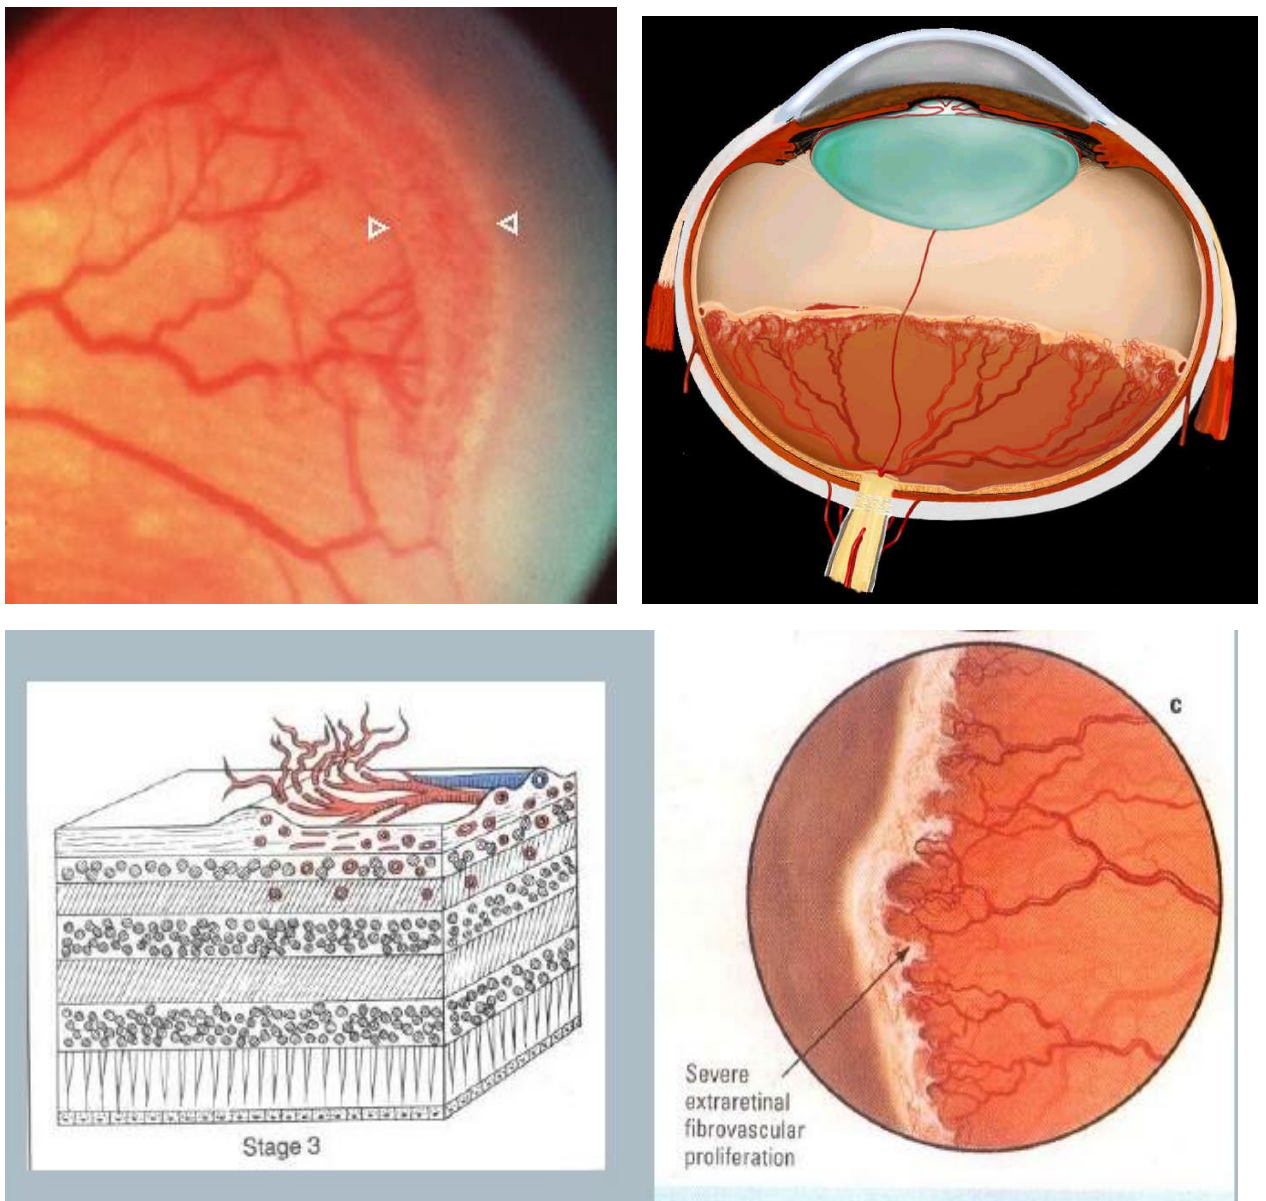 Stage 3
c
Severe
extraretinal
fibrovascular
proliferation